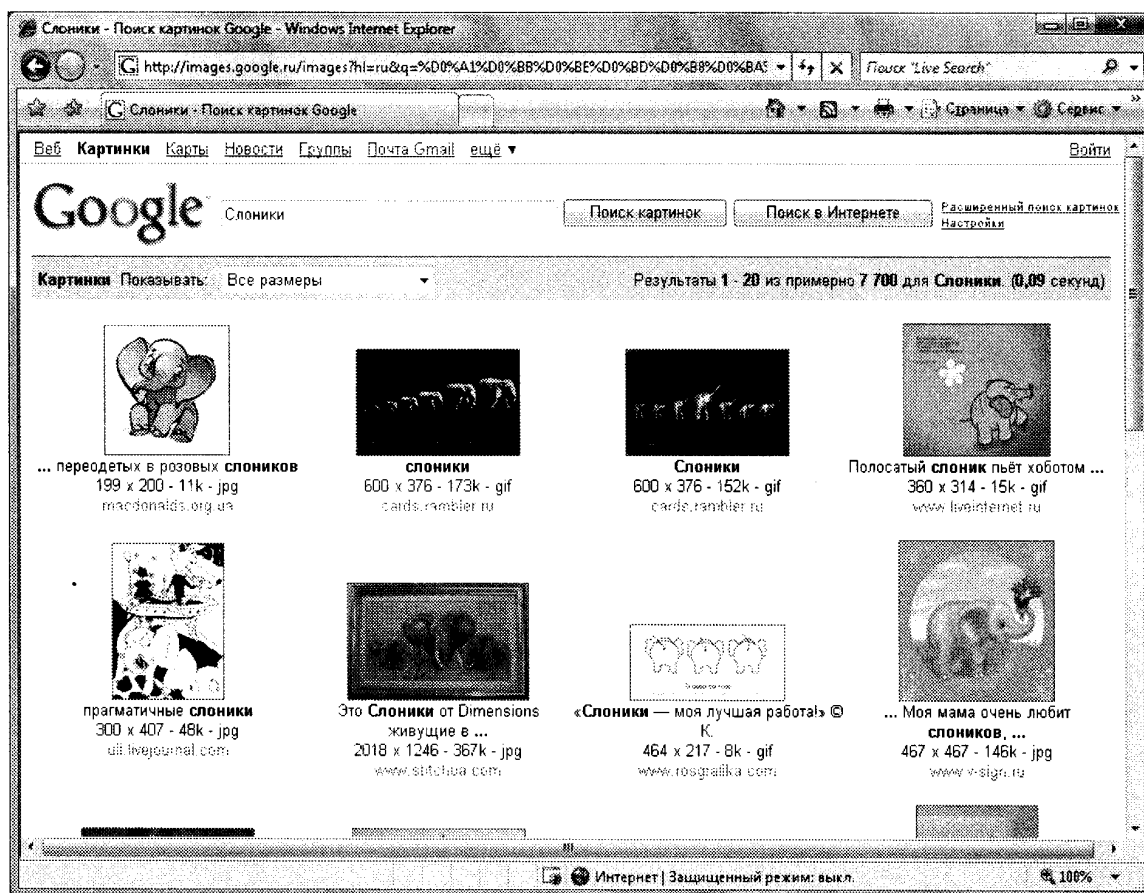 Слоники - Поиск картинок Google - Windows Internet Explorer
http://images.google.ru/images?hl=ru&q=%D0%A1%D0%BB%D0%BE%D0%BD%D0%B8%D0%BA% Поиск "Live Search"
Слоники - Поиск картинок Google Страница Сервис »
Веб Картинки Карты Новости Группы Почта Gmail ещё ▼ Войти
Google Слоники Поиск картинок Поиск в Интернете Расширенный поиск картинок
Настройки
Картинки Показывать: Все размеры Результаты 1 - 20 из примерно 7 700 для Слоники. (0,09 секунд)
... переодетых в розовых слоников
199 x 200 - 11k - jpg
macdonalds.org.ua
слоники
600 x 376 - 173k - gif
cards.rambler.ru
Слоники
600 x 376 - 152k - gif
cards.rambler.ru
Полосатый слоник пьёт хоботом ...
360 x 314 - 15k - gif
www.liveinternet.ru
прагматичные слоники
300 x 407 - 48k - jpg
uii.livejournal.com
Это Слоники от Dimensions
живущие в ...
2018 x 1246 - 367k - jpg
www.stitchua.com
«Слоники — моя лучшая работа!» ©
К.
464 x 217 - 8k - gif
www.rosgrafika.com
... Моя мама очень любит
слоников, ...
467 x 467 - 146k - jpg
www.v-sign.ru
Интернет | Защищенный режим: выкл. 100%